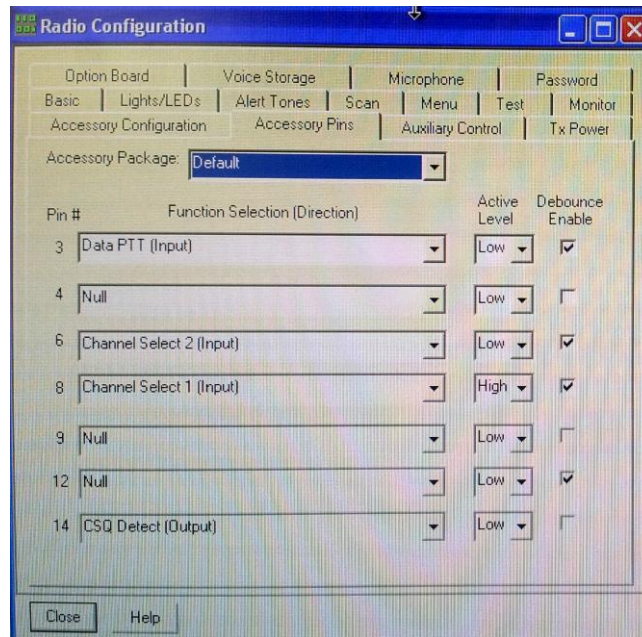 Radio Configuration
Option Board Voice Storage Microphone Password
Basic Lights/LEDs Alert Tones Scan Menu Test Monitor
Accessory Configuration Accessory Pins Auxiliary Control Tx Power
Accessory Package: Default
Pin # Function Selection (Direction) Active Level Debounce Enable
3 Data PTT (Input) Low
4 Null Low
6 Channel Select 2 (Input) Low
8 Channel Select 1 (Input) High
9 Null Low
12 Null Low
14 CSQ Detect (Output) Low
Close Help